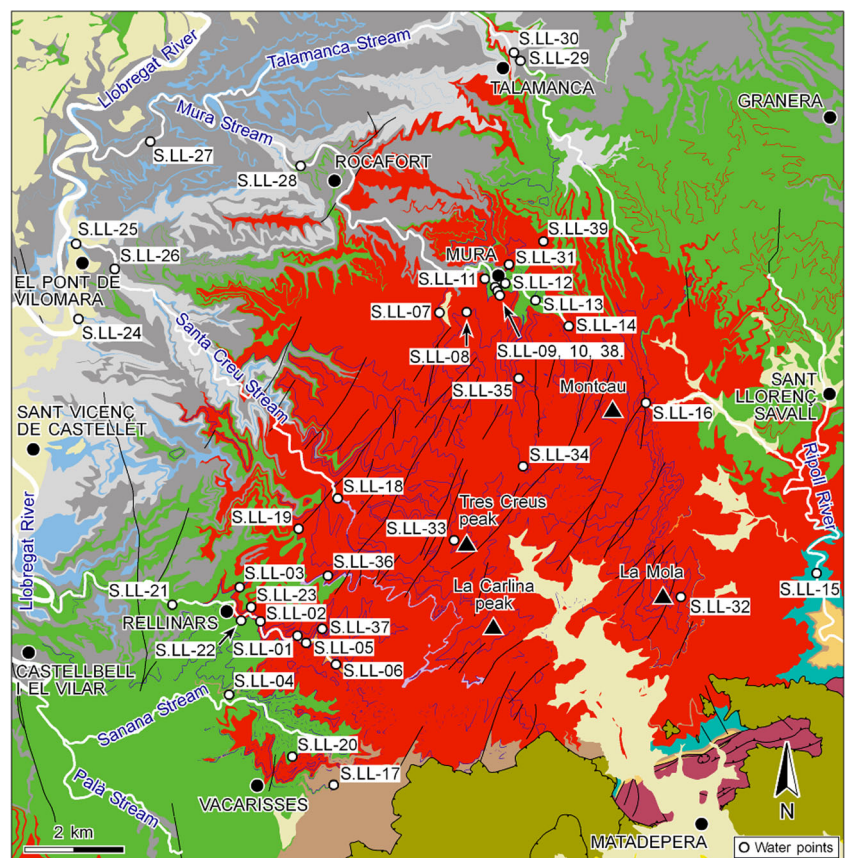 S.LL-30
Talamanca Stream
S.LL-29
Llobregat River
TALAMANCA
GRANERA
Mura Stream
S.LL-27
ROCAFORT
S.LL-28
S.LL-25
S.LL-39
MURA
S.LL-31
S.LL-26
S.LL-11
S.LL-12
EL PONT DE
VILOMARA
S.LL-13
S.LL-07
S.LL-24
S.LL-14
Santa Creu Stream
S.LL-08
S.LL-09, 10, 38.
S.LL-35
Montcau
SANT
LLORENÇ
SAVALL
SANT VICENÇ
DE CASTELLET
S.LL-16
S.LL-34
Ripoll River
S.LL-18
Tres Creus
peak
S.LL-19
S.LL-33
Llobregat River
S.LL-03
S.LL-36
S.LL-21
S.LL-23
La Carlina
peak
La Mola
S.LL-15
RELLINARS
S.LL-02
S.LL-32
S.LL-37
S.LL-22
S.LL-01
S.LL-05
CASTELLBELL
I EL VILAR
S.LL-06
S.LL-04
Sanana Stream
S.LL-20
S.LL-17
Palà Stream
VACARISSES
N
2 km
MATADEPERA
Water points